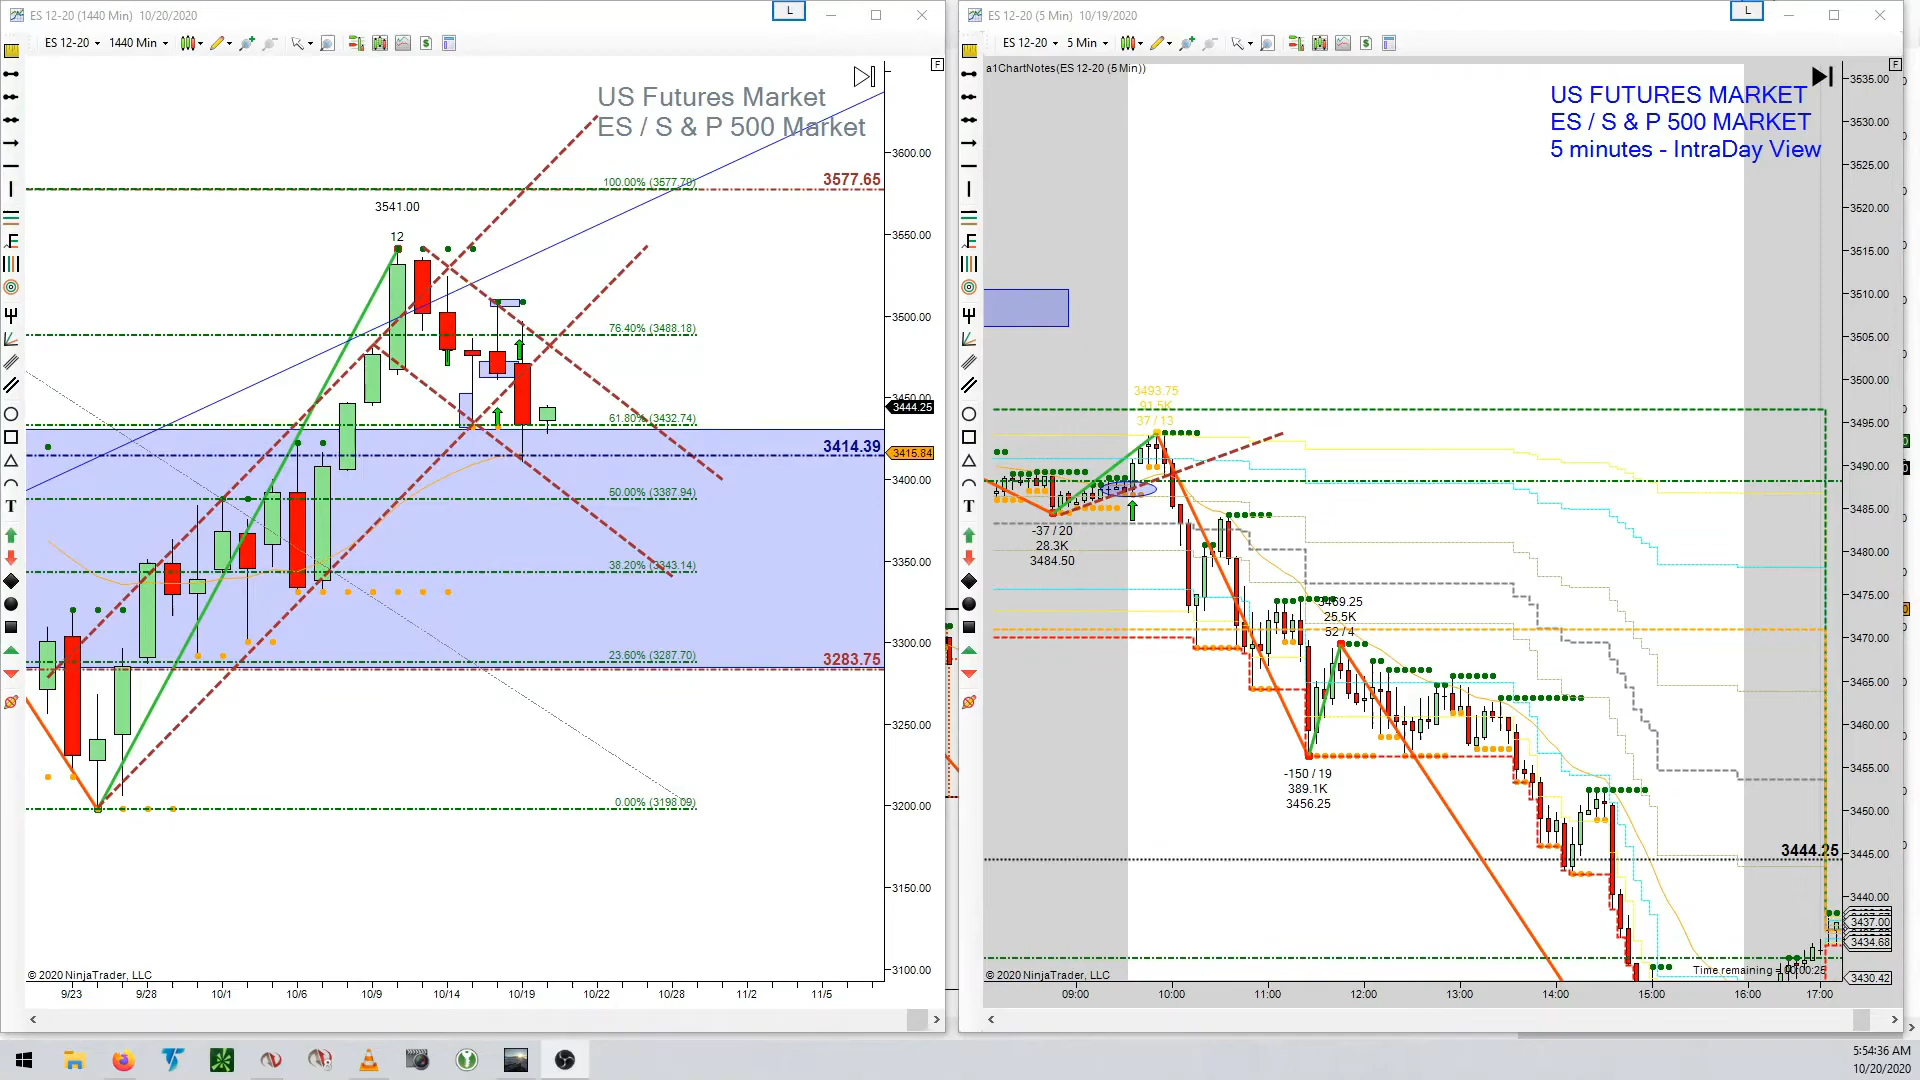 ES 12-20 (1440 Min)  10/20/2020
L
ES 12-20
1440 Min
F
US Futures Market
ES / S & P 500 Market
100.00% (3577.79)
3577.65
3541.00
12
76.40% (3488.18)
61.80% (3432.74)
3414.39
50.00% (3387.94)
38.20% (3343.14)
23.60% (3287.70)
3283.75
0.00% (3198.09)
3600.00
3550.00
3500.00
3444.25
3415.84
3400.00
3350.00
3300.00
3250.00
3200.00
3150.00
3100.00
© 2020 NinjaTrader, LLC
9/23
9/28
10/1
10/6
10/9
10/14
10/19
10/22
10/28
11/2
11/5
ES 12-20 (5 Min)  10/19/2020
L
ES 12-20
5 Min
a1ChartNotes(ES 12-20 (5 Min))
F
US FUTURES MARKET
ES / S & P 500 MARKET
5 minutes - IntraDay View
3493.75
91.5K
37 / 13
-37 / 20
28.3K
3484.50
3469.25
25.5K
52 / 4
-150 / 19
389.1K
3456.25
3444.25
3535.00
3530.00
3525.00
3520.00
3515.00
3510.00
3505.00
3500.00
3495.00
3490.00
3485.00
3480.00
3475.00
3470.00
3465.00
3460.00
3455.00
3450.00
3445.00
3440.00
3437.00
3434.68
3430.42
© 2020 NinjaTrader, LLC
09:00
10:00
11:00
12:00
13:00
14:00
15:00
16:00
17:00
5:54:36 AM
10/20/2020